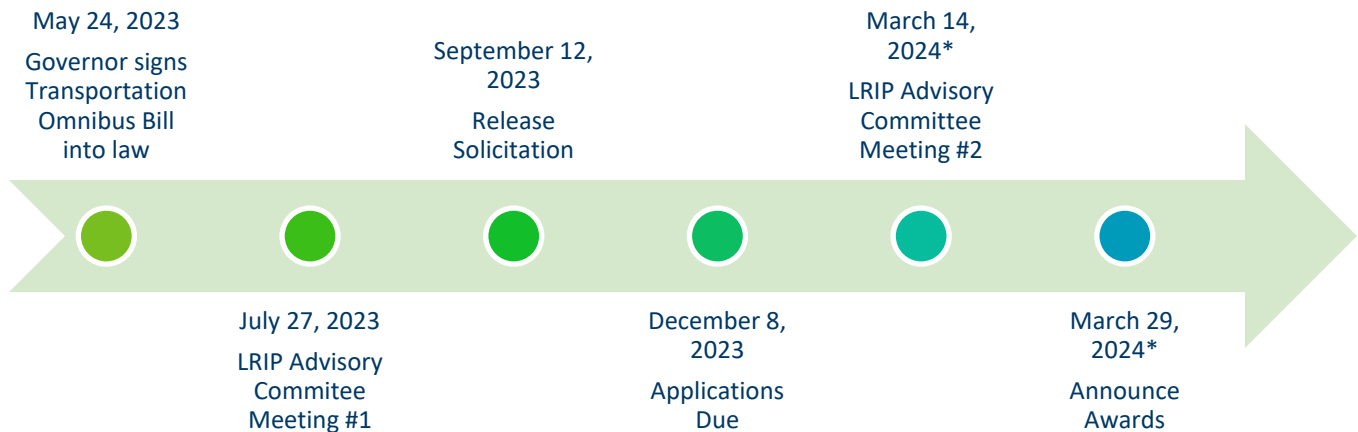 May 24, 2023
Governor signs
Transportation
Omnibus Bill
into law
July 27, 2023
LRIP Advisory
Commitee
Meeting #1
September 12,
2023
Release
Solicitation
December 8,
2023
Applications
Due
March 14,
2024*
LRIP Advisory
Committee
Meeting #2
March 29,
2024*
Announce
Awards